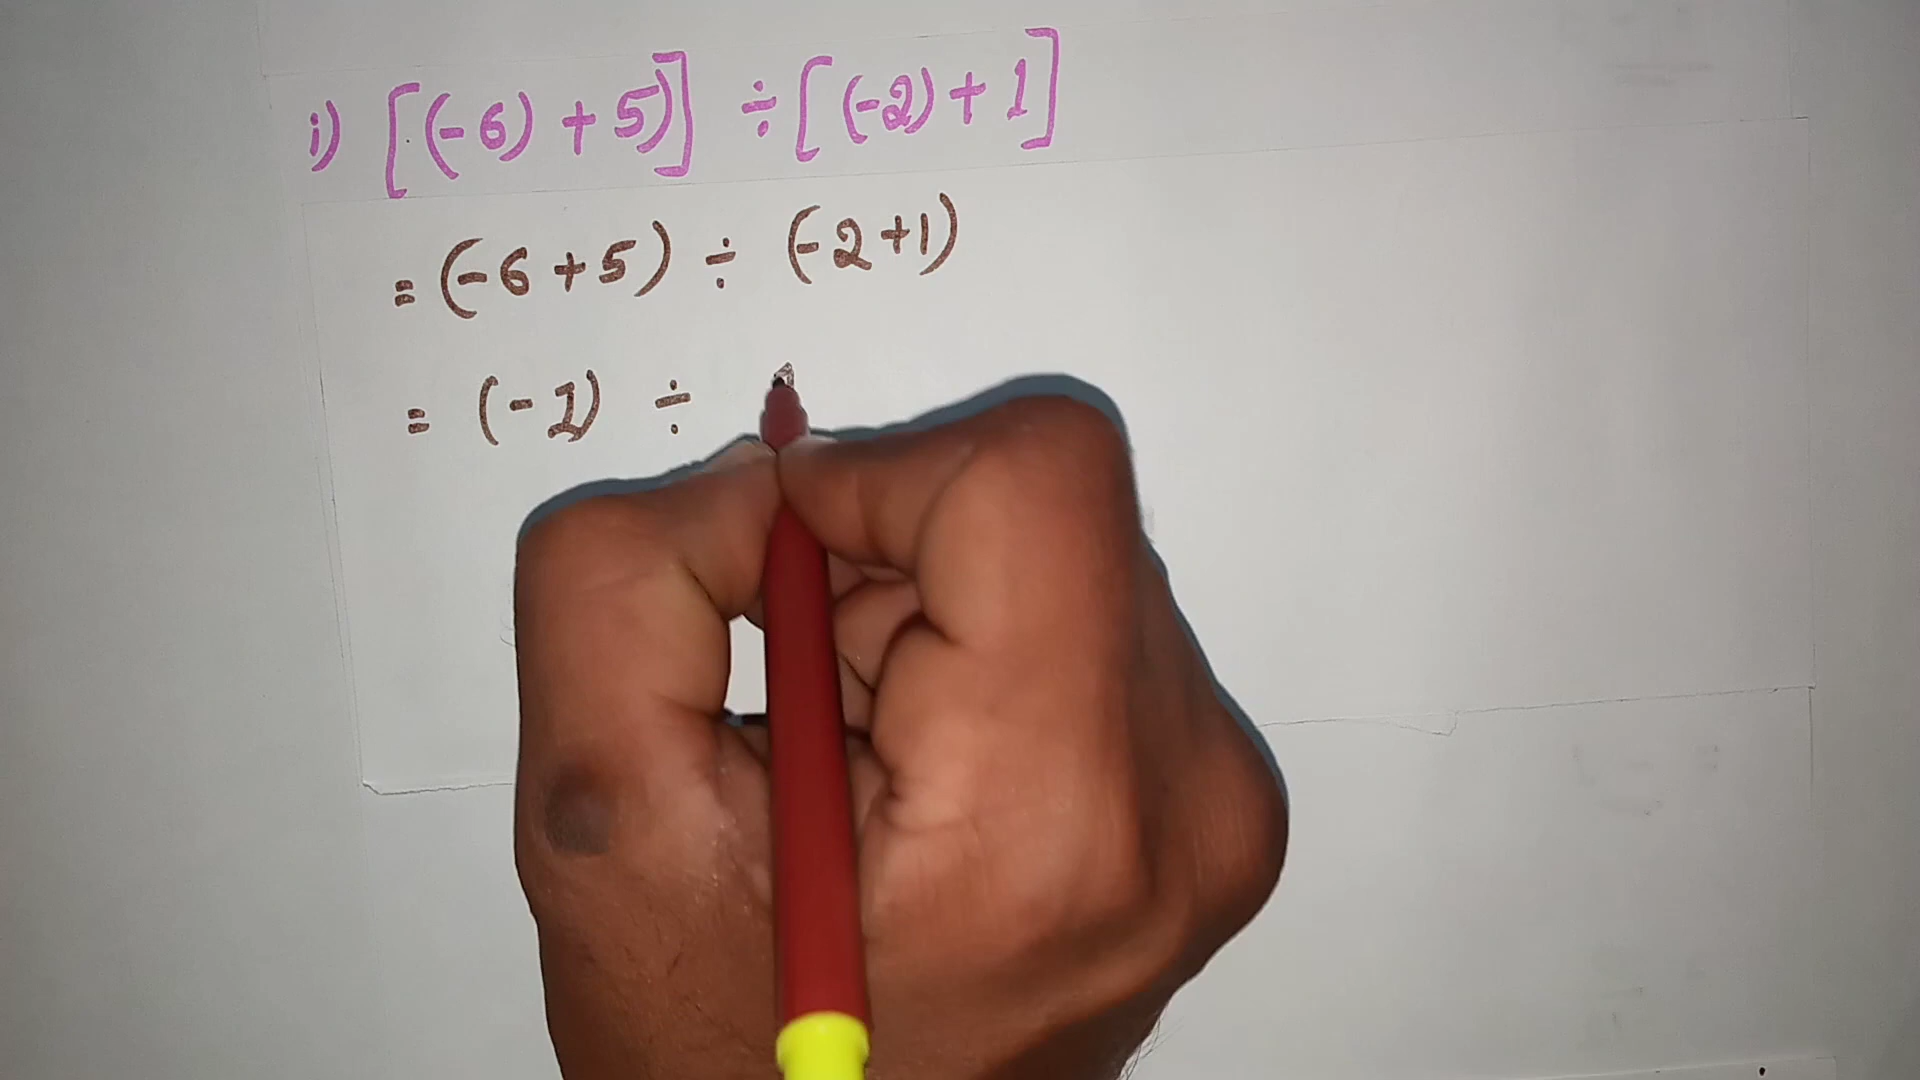 i) [(-6) + 5)] ÷ [(-2) + 1]
= (-6 + 5) ÷ (-2 + 1)
= (-1) ÷